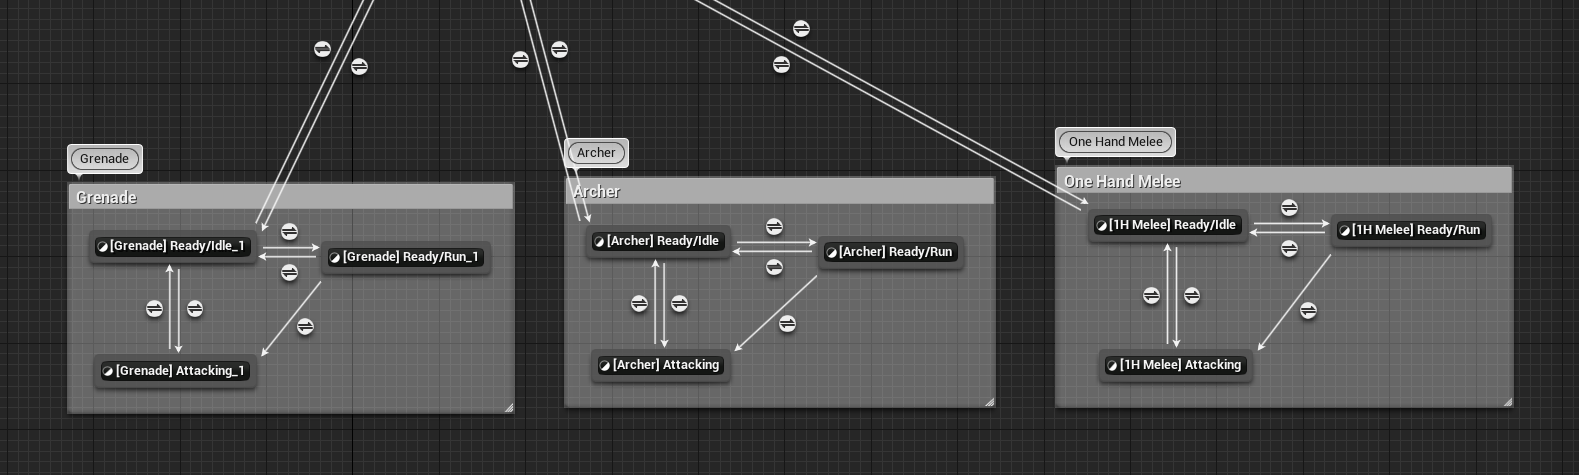 Grenade
Grenade
[Grenade] Ready/Idle_1
[Grenade] Ready/Run_1
[Grenade] Attacking_1
Archer
Archer
[Archer] Ready/Idle
[Archer] Ready/Run
[Archer] Attacking
One Hand Melee
One Hand Melee
[1H Melee] Ready/Idle
[1H Melee] Ready/Run
[1H Melee] Attacking